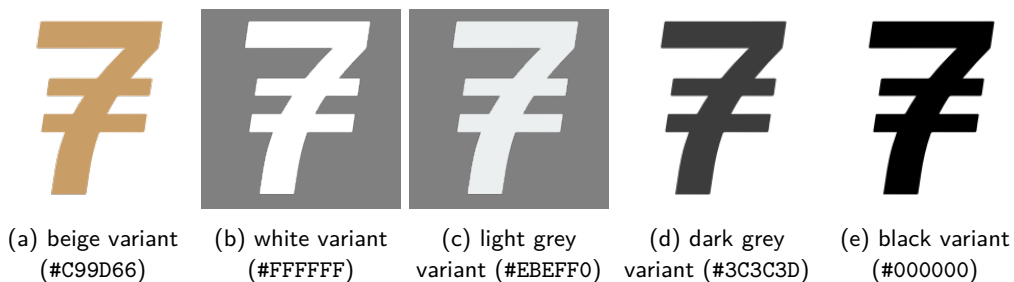 (a) beige variant
(#C99D66)
(b) white variant
(#FFFFFF)
(c) light grey
variant (#EBEFF0)
(d) dark grey
variant (#3C3C3D)
(e) black variant
(#000000)